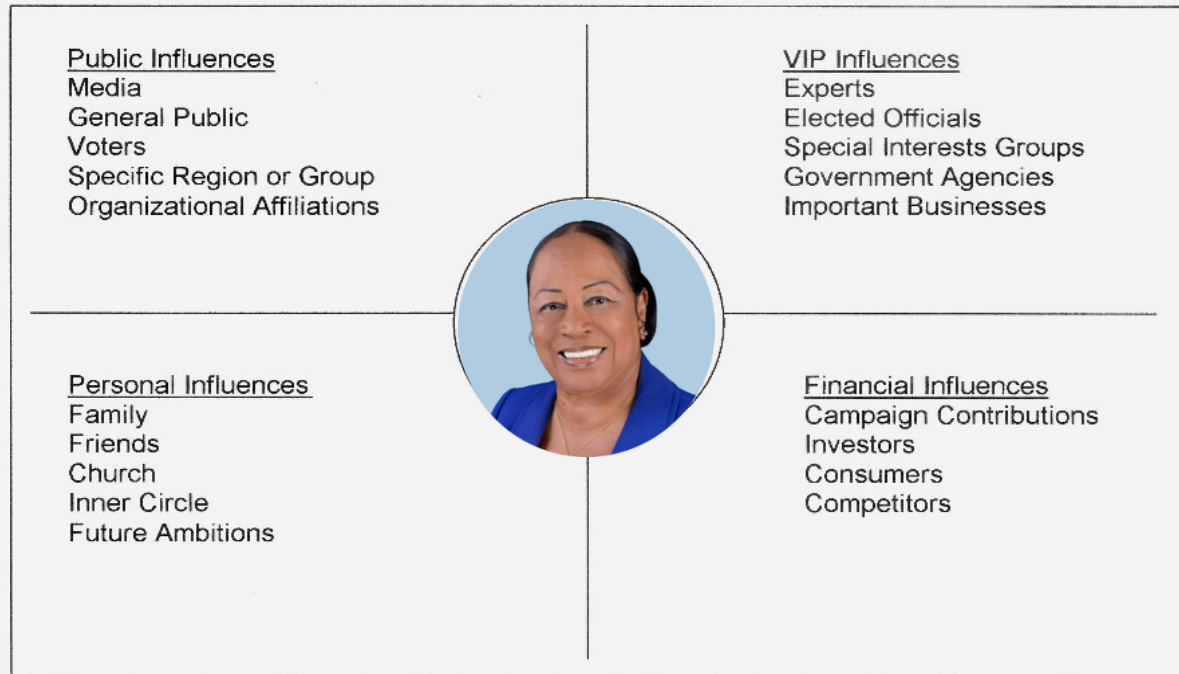 Public Influences
Media
General Public
Voters
Specific Region or Group
Organizational Affiliations
VIP Influences
Experts
Elected Officials
Special Interests Groups
Government Agencies
Important Businesses
Personal Influences
Family
Friends
Church
Inner Circle
Future Ambitions
Financial Influences
Campaign Contributions
Investors
Consumers
Competitors